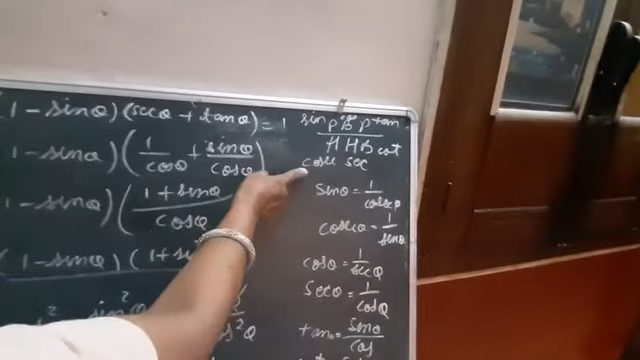 1 - sinθ) (secθ + tanθ) = 1
1 - sinθ) (1/cosθ + sinθ/cosθ)
1 - sinθ) (1 + sinθ/cosθ)
(1 - sinθ) (1 + si
sin P B P tan
H H B cot
cosec sec
sinθ = 1/cosecθ
cosecθ = 1/sinθ
cosθ = 1/secθ
secθ = 1/cosθ
tanθ = sinθ/cos